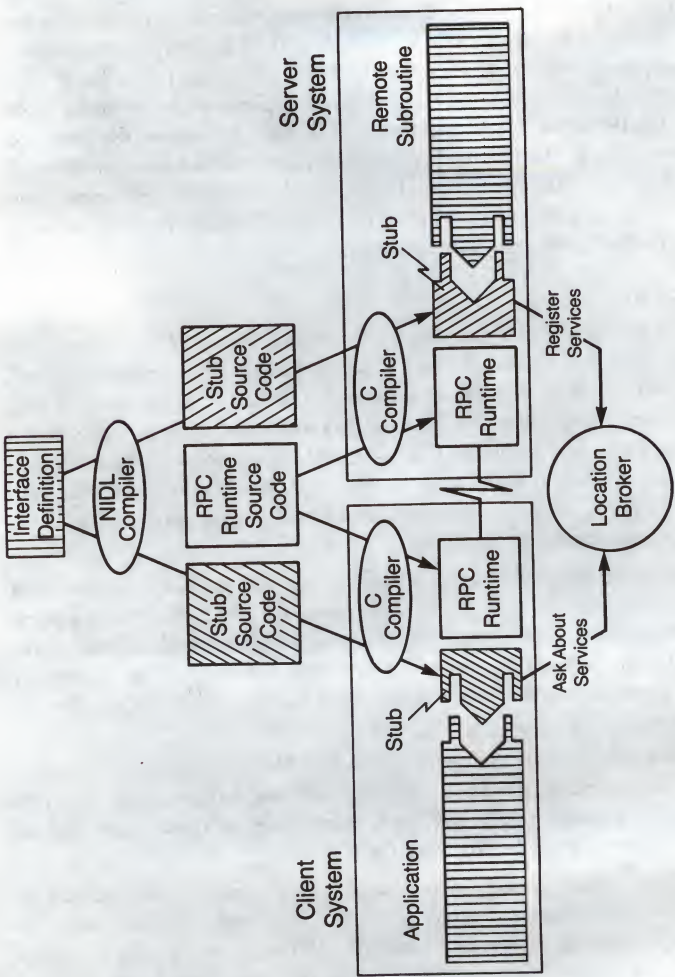 Interface
Definition
NIDL
Compiler
Stub
Source
Code
RPC
Runtime
Source Code
Stub
Source
Code
Client
System
Server
System
C
Compiler
C
Compiler
Application
Stub
RPC
Runtime
RPC
Runtime
Stub
Remote
Subroutine
Ask About
Services
Location
Broker
Register
Services